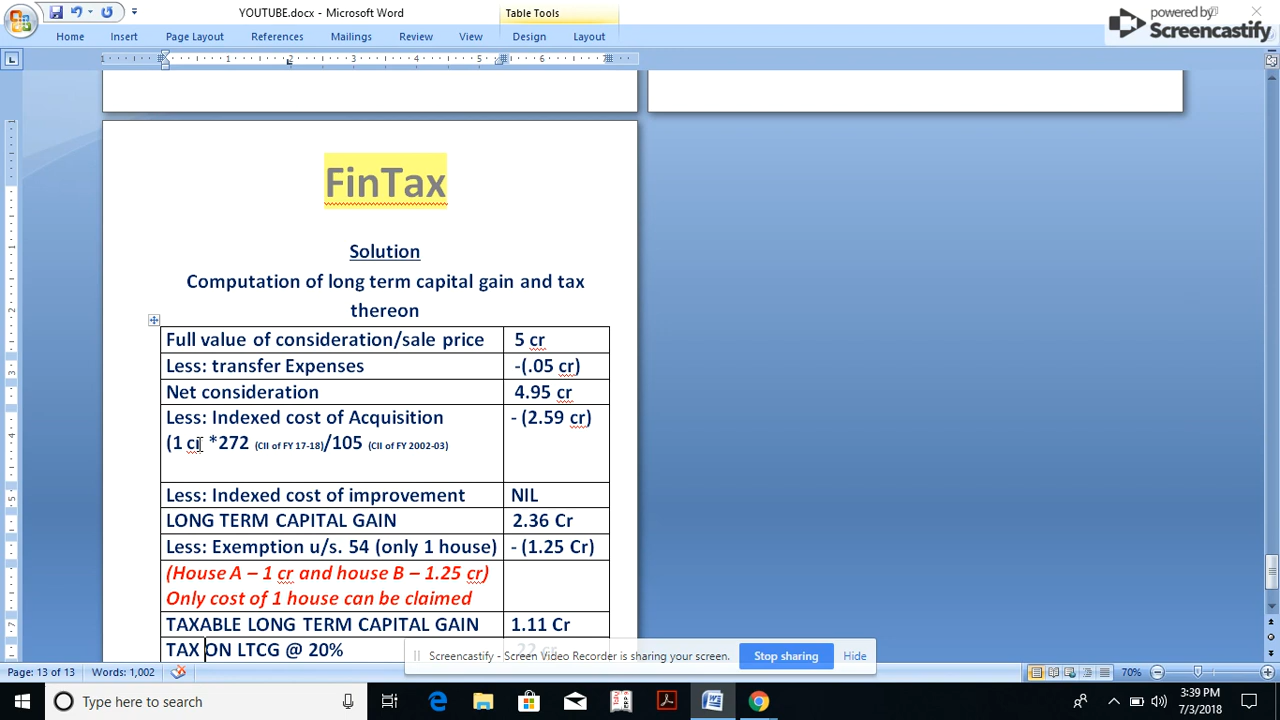 YOUTUBE.docx - Microsoft Word
Table Tools
powered by
Screencastify
Home Insert Page Layout References Mailings Review View Design Layout
FinTax
Solution
Computation of long term capital gain and tax
thereon
Full value of consideration/sale price 5 cr
Less: transfer Expenses -(.05 cr)
Net consideration 4.95 cr
Less: Indexed cost of Acquisition - (2.59 cr)
(1 cr *272 (CII of FY 17-18)/105 (CII of FY 2002-03)
Less: Indexed cost of improvement NIL
LONG TERM CAPITAL GAIN 2.36 Cr
Less: Exemption u/s. 54 (only 1 house) - (1.25 Cr)
(House A – 1 cr and house B – 1.25 cr)
Only cost of 1 house can be claimed
TAXABLE LONG TERM CAPITAL GAIN 1.11 Cr
TAX ON LTCG @ 20%
Screencastify - Screen Video Recorder is sharing your screen. Stop sharing Hide
Page: 13 of 13 Words: 1,002 70%
Type here to search
3:39 PM
7/3/2018